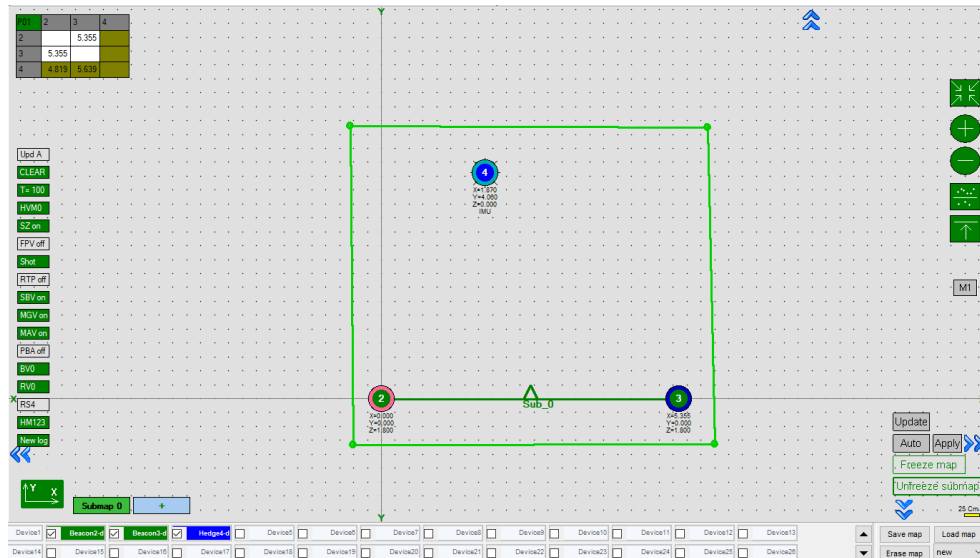 P01 2 3 4
2 5.355
3 5.355
4 4.819 5.639
Y
Upd A
CLEAR
T= 100
HVM0
SZ on
FPV off
Shot
RTP off
SBV on
MGV on
MAV on
PBA off
BV0
RV0
RS4
HM123
New log
4
X=1.870
Y=4.060
Z=0.000
IMU
M1
X
2
X=0.000
Y=0.000
Z=1.800
Sub_0
3
X=5.355
Y=0.000
Z=1.800
Update
Auto Apply
Freeze map
Unfreeze submap
Y X
Submap 0 +
Y
25 Cm
Device1 Beacon2-d Beacon3-d Hedge4-d Device5 Device6 Device7 Device8 Device9 Device10 Device11 Device12 Device13 Save map Load map
Device14 Device15 Device16 Device17 Device18 Device19 Device20 Device21 Device22 Device23 Device24 Device25 Device26 Erase map new